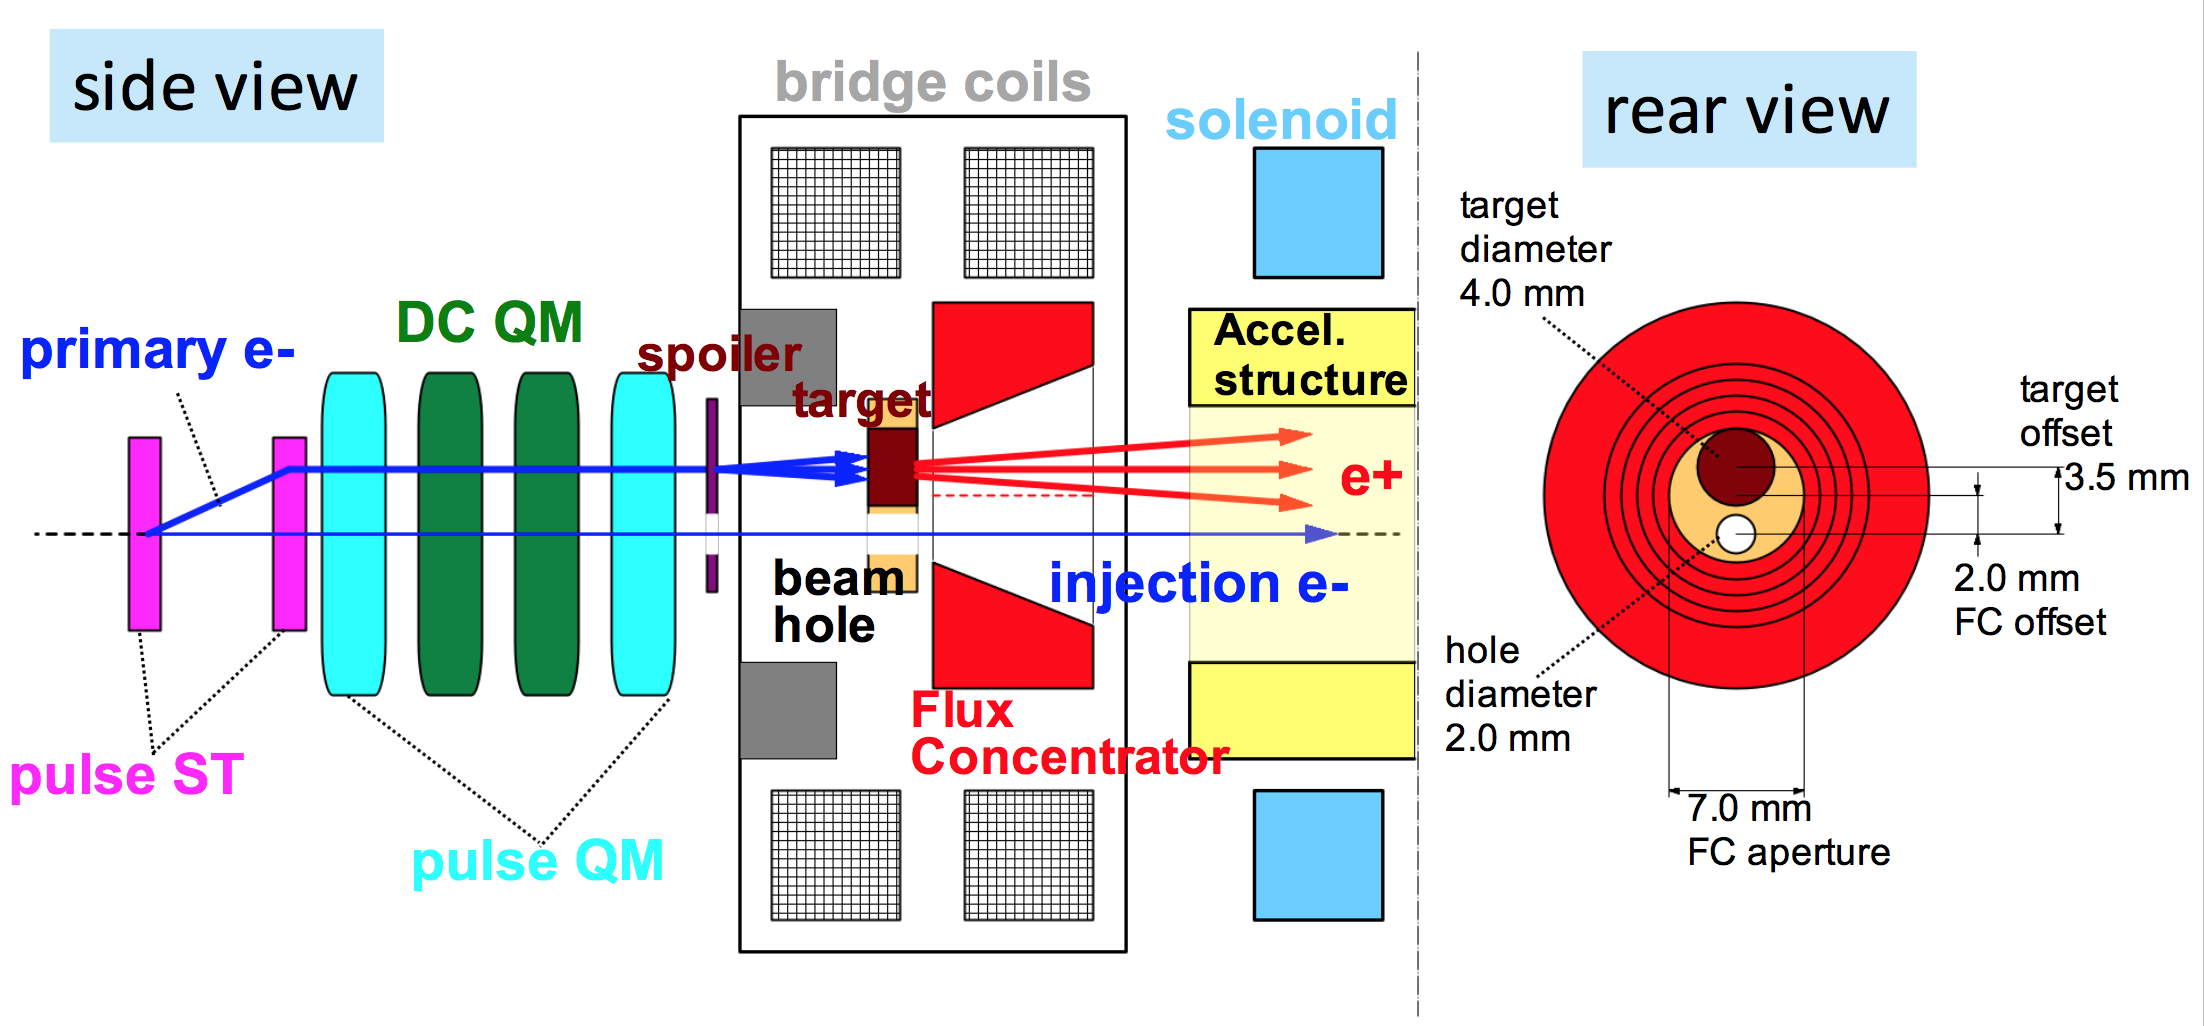 side view
bridge coils
solenoid
rear view
primary e-
DC QM
spoiler
target
Accel.
structure
e+
beam
hole
injection e-
Flux
Concentrator
pulse ST
pulse QM
target
diameter
4.0 mm
target
offset
3.5 mm
2.0 mm
FC offset
hole
diameter
2.0 mm
7.0 mm
FC aperture